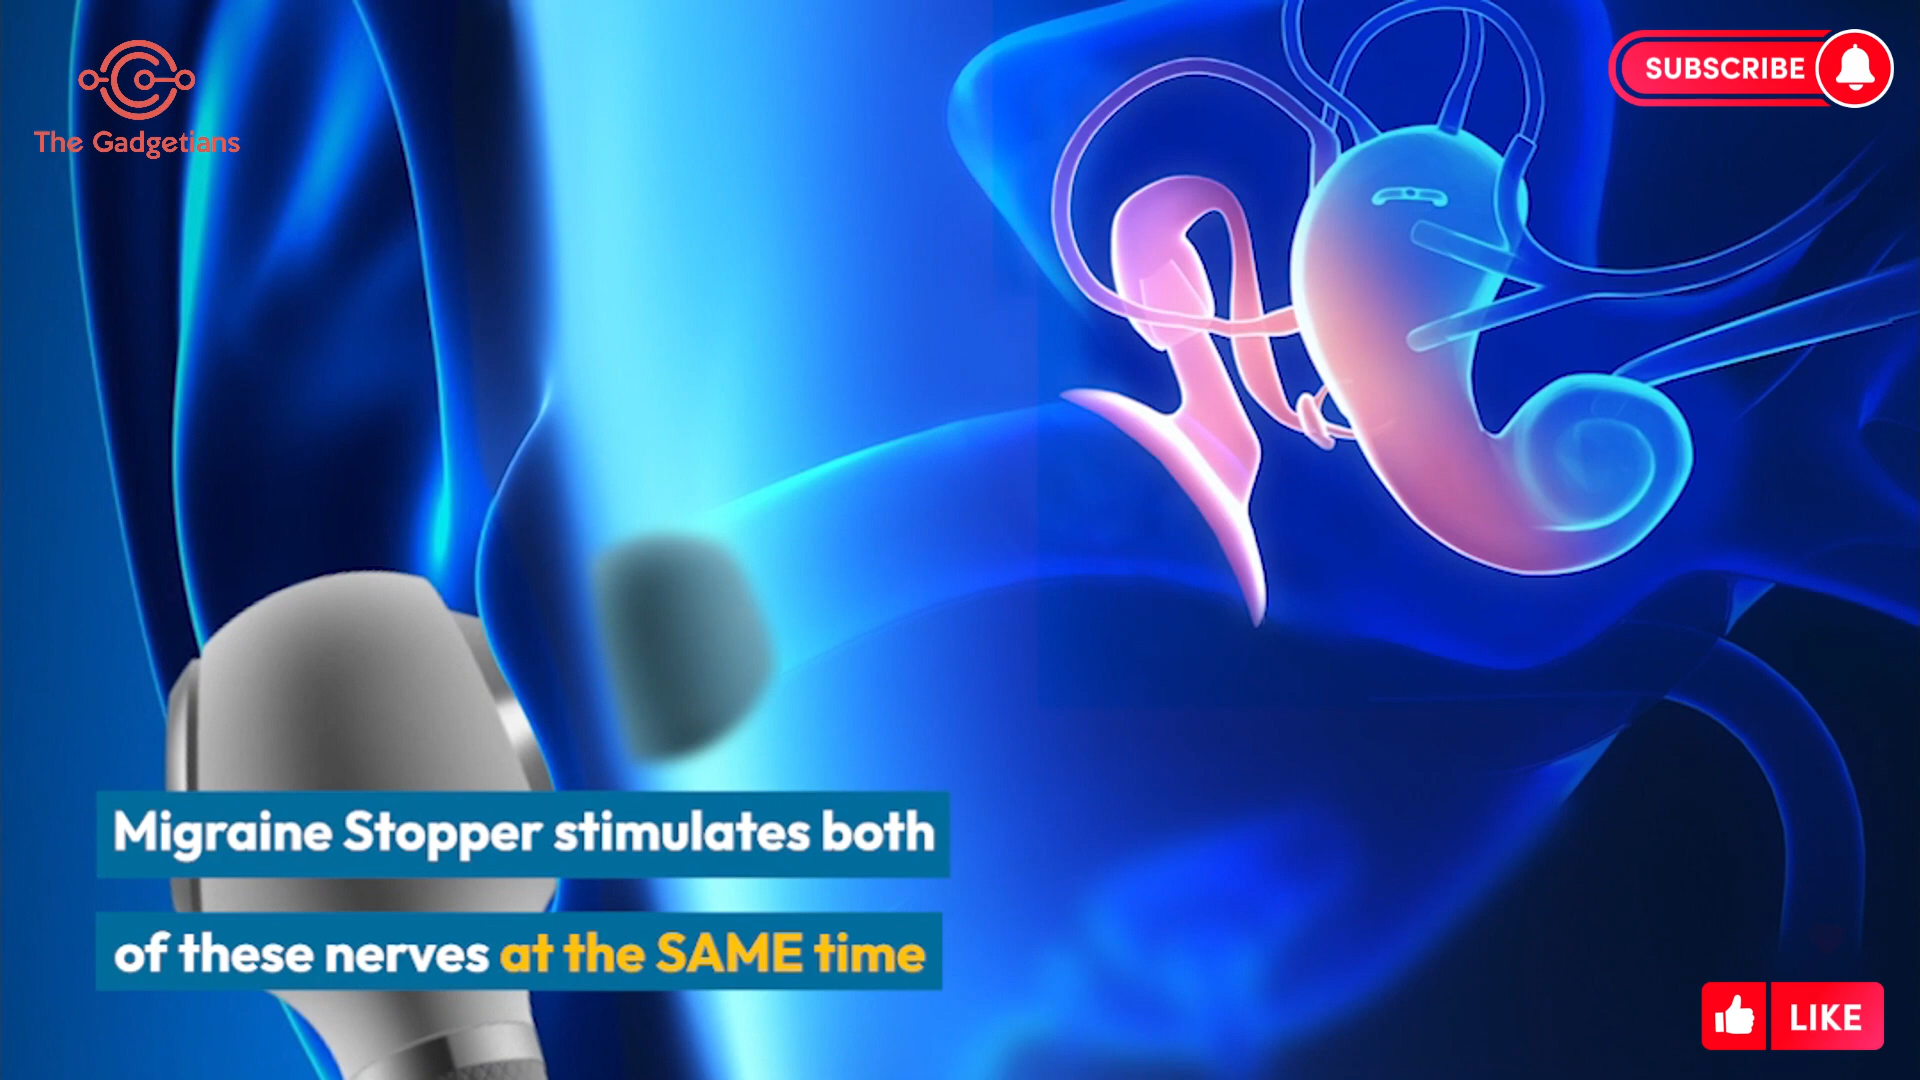 The Gadgetians
SUBSCRIBE
Migraine Stopper stimulates both
of these nerves at the SAME time
LIKE